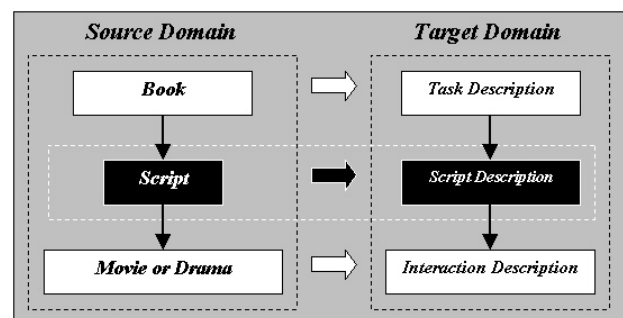 Source Domain
Target Domain
Book
Task Description
Script
Script Description
Movie or Drama
Interaction Description